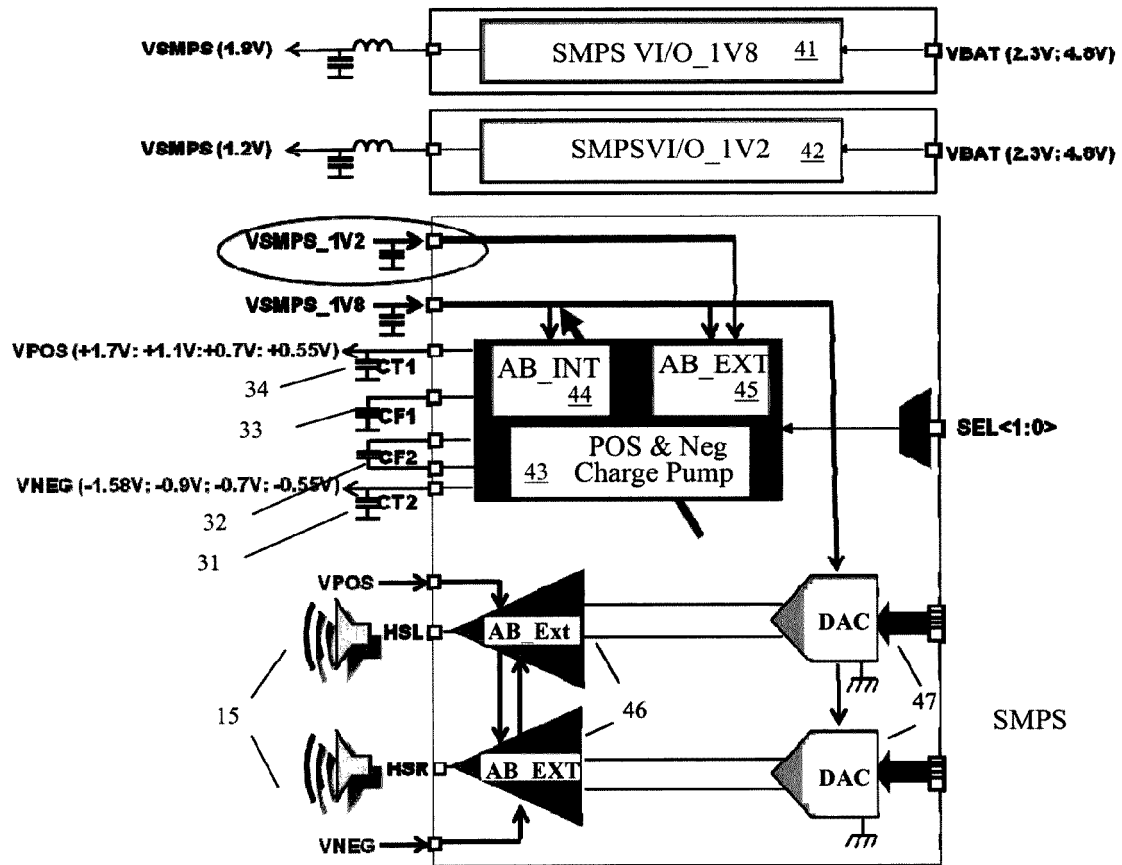 VSMPS (1.8V) SMPS VI/O_1V8 41 VBAT (2.3V; 4.8V)
VSMPS (1.2V) SMPSVI/O_1V2 42 VBAT (2.3V; 4.8V)
VSMPS_1V2
VSMPS_1V8
VPOS (+1.7V; +1.1V;+0.7V; +0.55V)
CT1
34
AB_INT
44
AB_EXT
45
33
CF1
SEL<1:0>
POS & Neg
43 Charge Pump
CF2
VNEG (-1.58V; -0.9V; -0.7V; -0.55V)
32
CT2
31
VPOS
HSL AB_Ext DAC
15 46 47 SMPS
HSR AB_EXT DAC
VNEG